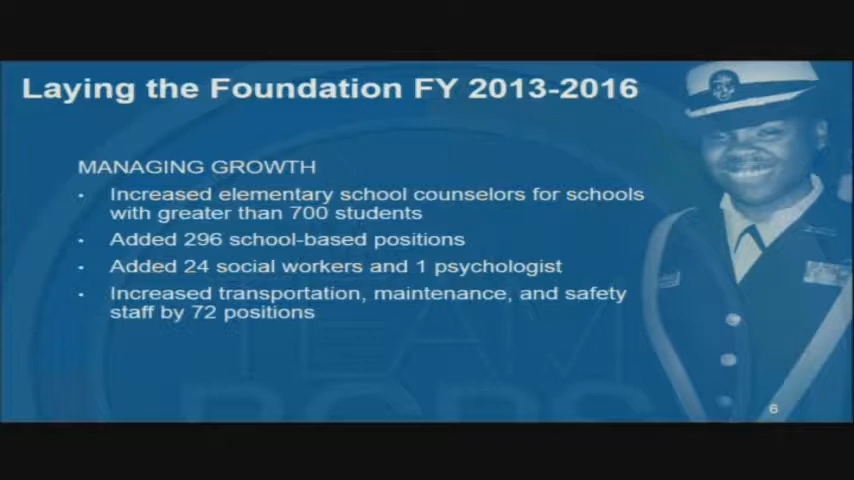 Laying the Foundation FY 2013-2016
MANAGING GROWTH
• Increased elementary school counselors for schools
with greater than 700 students
• Added 296 school-based positions
• Added 24 social workers and 1 psychologist
• Increased transportation, maintenance, and safety
staff by 72 positions
TEAM
BCPS
6